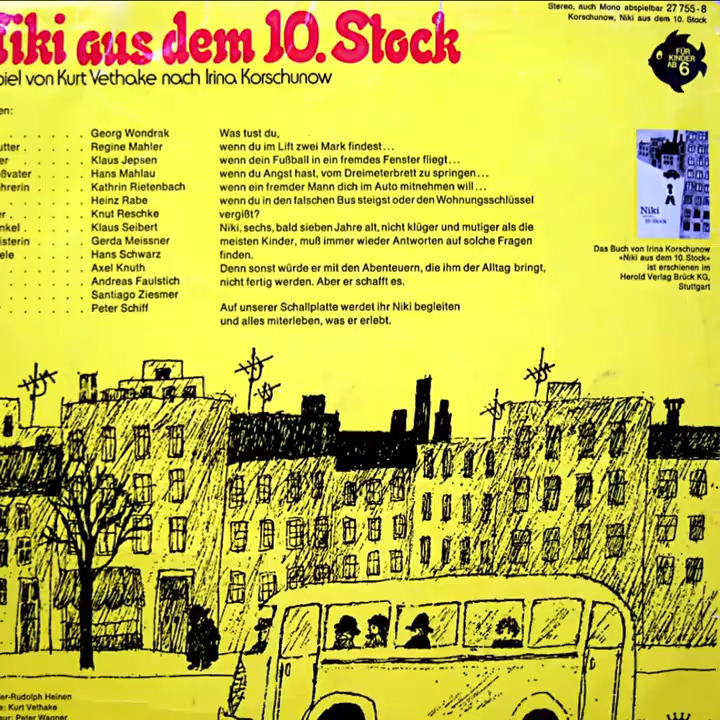 Stereo, auch Mono abspielbar 27 755-8
Korschunow, Niki aus dem 10. Stock
iki aus dem 10. Stock
piel von Kurt Vethake nach Irina Korschunow
FÜR
KINDER
AB 6
en:
Georg Wondrak
utter Regine Mahler
er Klaus Jepsen
ßvater Hans Mahlau
hrerin Kathrin Rietenbach
Heinz Rabe
er Knut Reschke
nkel Klaus Seibert
isterin Gerda Meissner
ele Hans Schwarz
Axel Knuth
Andreas Faulstich
Santiago Ziesmer
Peter Schiff
Was tust du,
wenn du im Lift zwei Mark findest...
wenn dein Fußball in ein fremdes Fenster fliegt...
wenn du Angst hast, vom Dreimeterbrett zu springen...
wenn ein fremder Mann dich im Auto mitnehmen will...
wenn du in den falschen Bus steigst oder den Wohnungsschlüssel
vergißt?
Niki, sechs, bald sieben Jahre alt, nicht klüger und mutiger als die
meisten Kinder, muß immer wieder Antworten auf solche Fragen
finden.
Denn sonst würde er mit den Abenteuern, die ihm der Alltag bringt,
nicht fertig werden. Aber er schafft es.
Auf unserer Schallplatte werdet ihr Niki begleiten
und alles miterleben, was er erlebt.
Niki
10. Stock
Das Buch von Irina Korschunow
»Niki aus dem 10. Stock«
ist erschienen im
Herold Verlag Brück KG,
Stuttgart
er-Rudolph Heinen
e: Kurt Vethake
eur: Peter Wagner